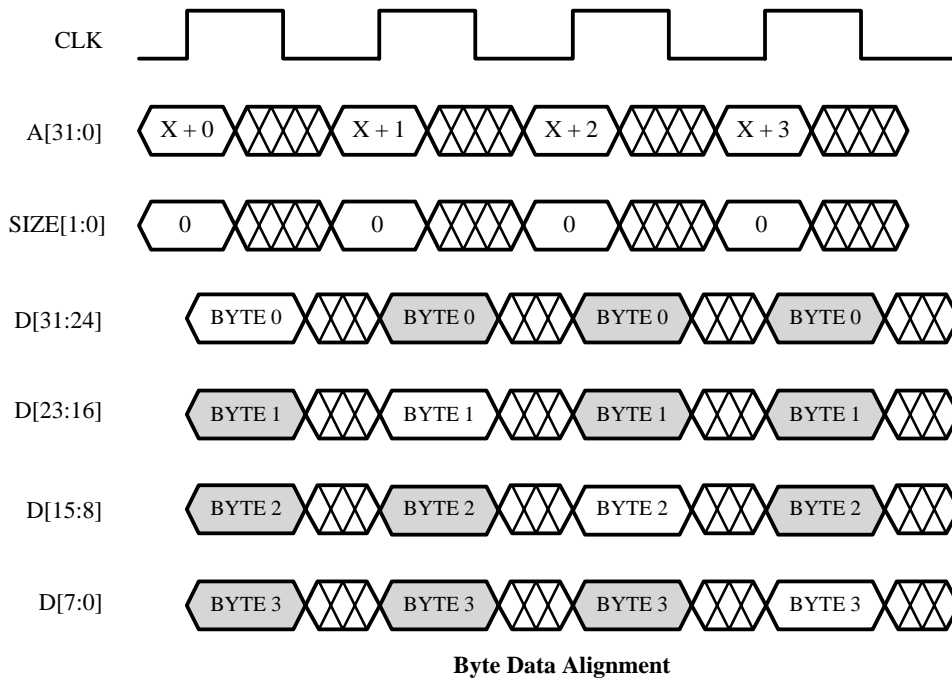 CLK
A[31:0] X + 0 X + 1 X + 2 X + 3
SIZE[1:0] 0 0 0 0
D[31:24] BYTE 0 BYTE 0 BYTE 0 BYTE 0
D[23:16] BYTE 1 BYTE 1 BYTE 1 BYTE 1
D[15:8] BYTE 2 BYTE 2 BYTE 2 BYTE 2
D[7:0] BYTE 3 BYTE 3 BYTE 3 BYTE 3
Byte Data Alignment